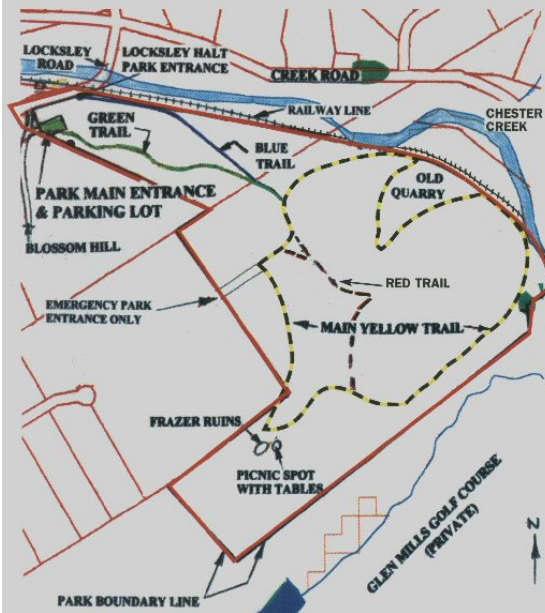 LOCKSLEY
ROAD
LOCKSLEY HALT
PARK ENTRANCE
CREEK ROAD
RAILWAY LINE
CHESTER
CREEK
GREEN
TRAIL
BLUE
TRAIL
OLD
QUARRY
PARK MAIN ENTRANCE
& PARKING LOT
BLOSSOM HILL
RED TRAIL
EMERGENCY PARK
ENTRANCE ONLY
MAIN YELLOW TRAIL
FRAZER RUINS
PICNIC SPOT
WITH TABLES
GLEN MILLS GOLF COURSE
(PRIVATE)
N
PARK BOUNDARY LINE